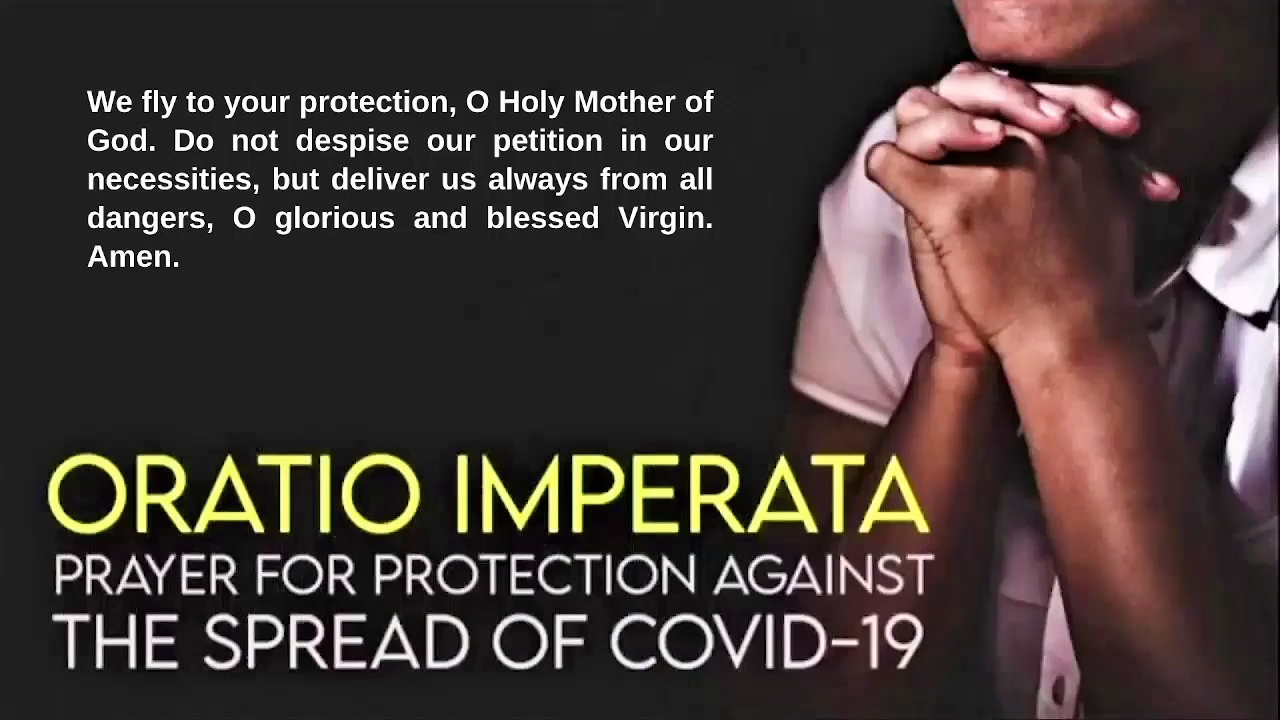 We fly to your protection, O Holy Mother of
God. Do not despise our petition in our
necessities, but deliver us always from all
dangers, O glorious and blessed Virgin.
Amen.
ORATIO IMPERATA
PRAYER FOR PROTECTION AGAINST
THE SPREAD OF COVID-19